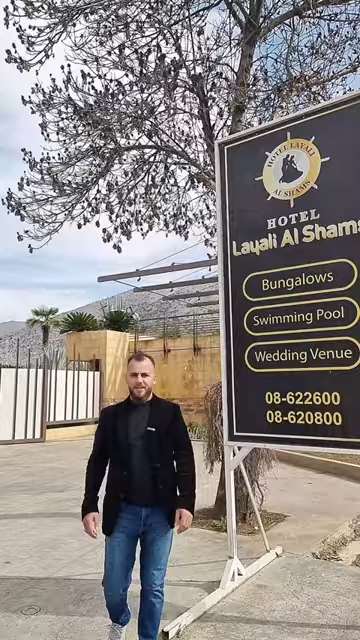 HOTEL LAYALI
AL SHAMS
HOTEL
Layali Al Shams
Bungalows
Swimming Pool
Wedding Venue
08-622600
08-620800